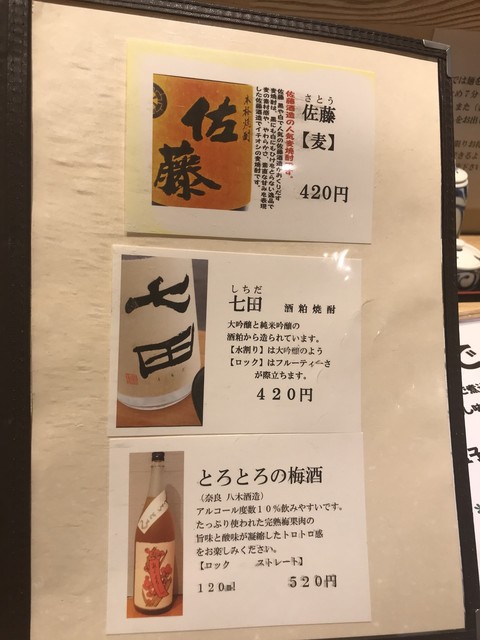 佐藤
本格焼酎
さとう
佐藤
【麦】
佐藤酒造の人気麦焼酎です。
420円
七田
しちだ
七田 酒粕焼酎
大吟醸と純米吟醸の
酒粕から造られています。
【水割り】は大吟醸のよう
【ロック】はフルーティーさ
が際立ちます。
420円
とろとろの梅酒
(奈良 八木酒造)
アルコール度数10%飲みやすいです。
たっぷり使われた完熟梅果肉の
旨味と酸味が凝縮したトロトロ感
をお楽しみください。
【ロック ストレート】
120ml 520円